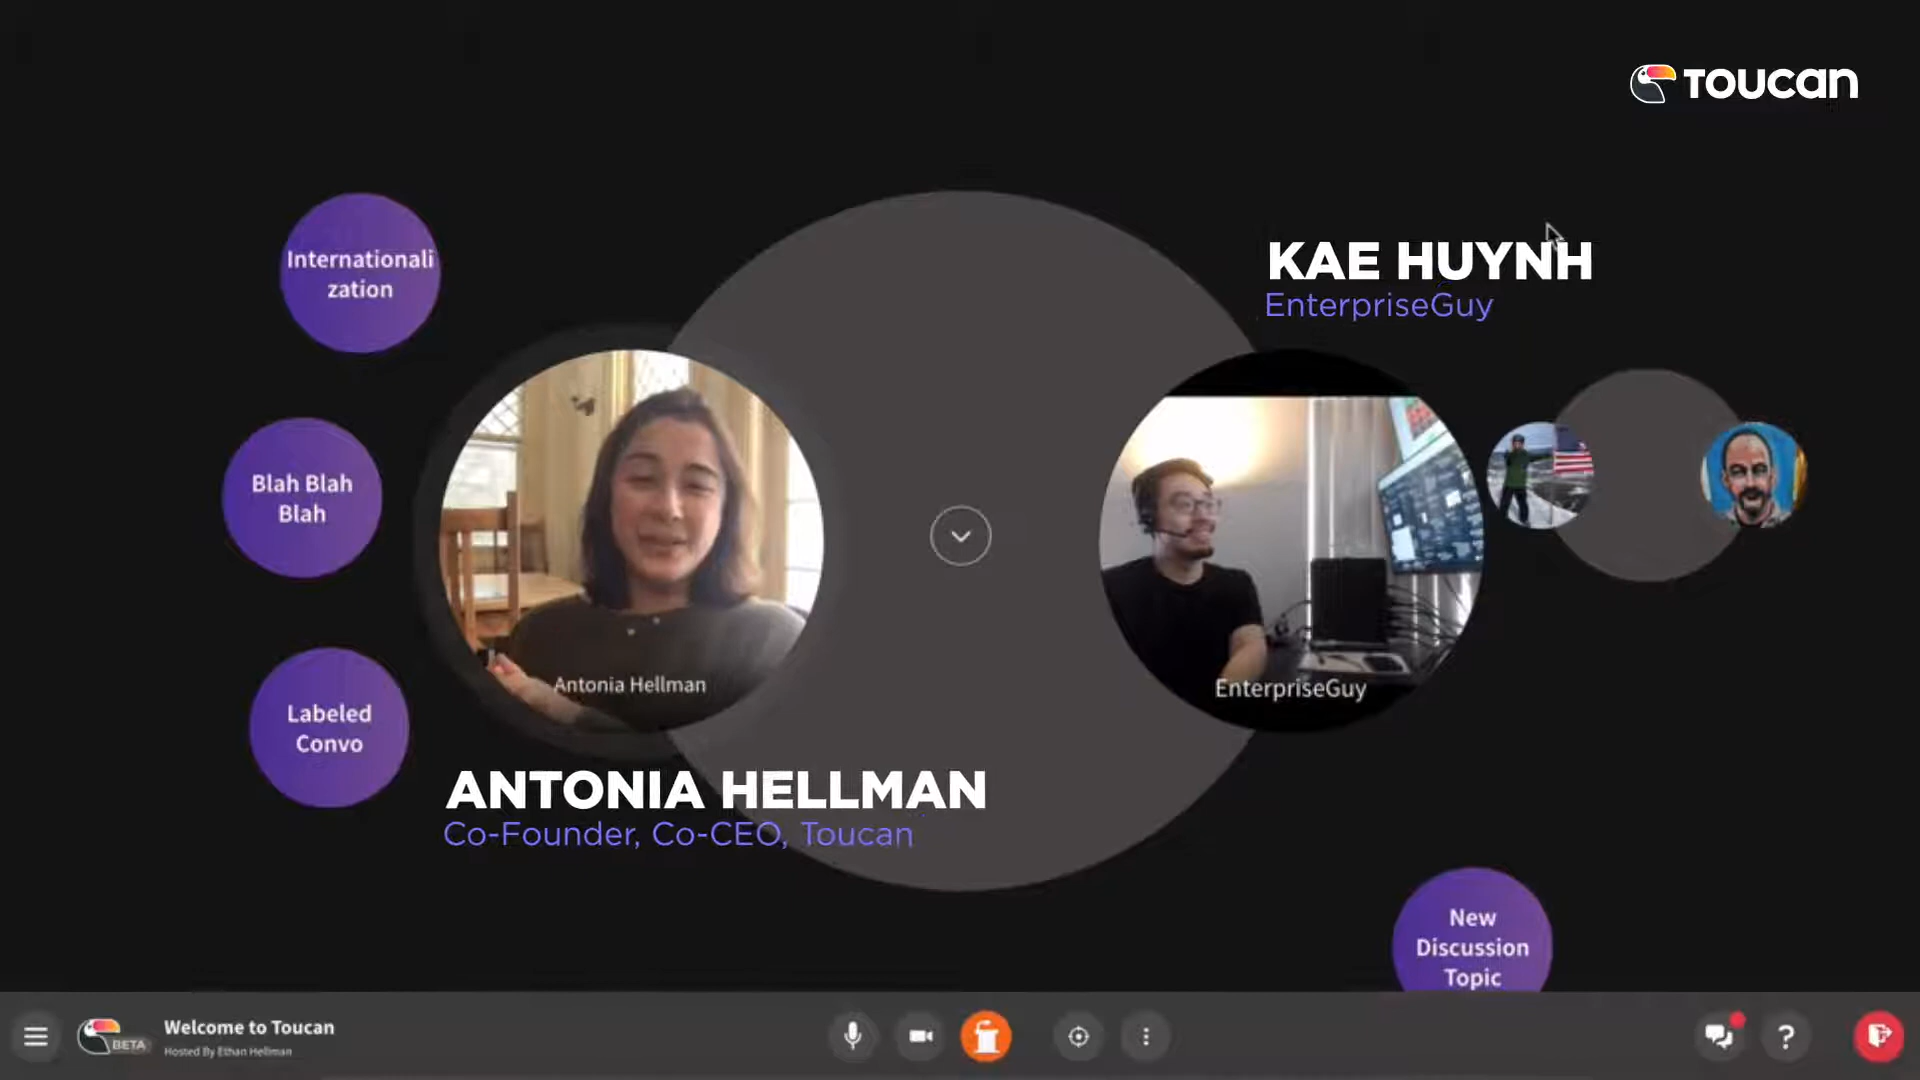 TOUCAN
Internationali
zation
KAE HUYNH
EnterpriseGuy
Blah Blah
Blah
Antonia Hellman
EnterpriseGuy
Labeled
Convo
ANTONIA HELLMAN
Co-Founder, Co-CEO, Toucan
New
Discussion
Topic
BETA
Welcome to Toucan
Hosted By Ethan Hellman
?